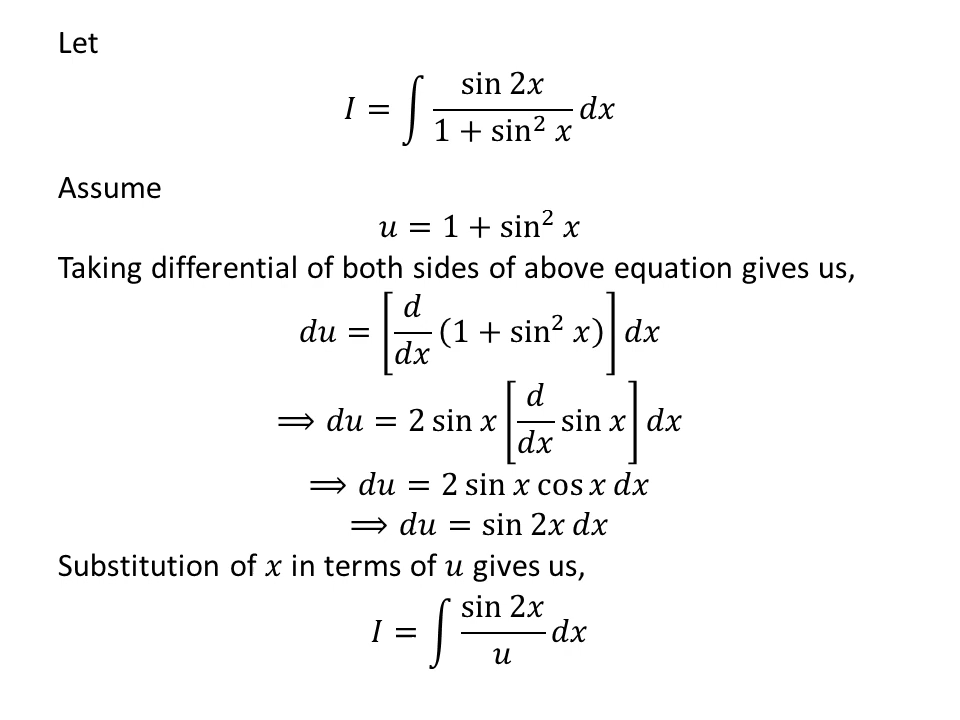 Let
I = ∫ sin 2x / (1 + sin² x) dx
Assume
u = 1 + sin² x
Taking differential of both sides of above equation gives us,
du = [d/dx (1 + sin² x)] dx
⟹ du = 2 sin x [d/dx sin x] dx
⟹ du = 2 sin x cos x dx
⟹ du = sin 2x dx
Substitution of x in terms of u gives us,
I = ∫ sin 2x / u dx